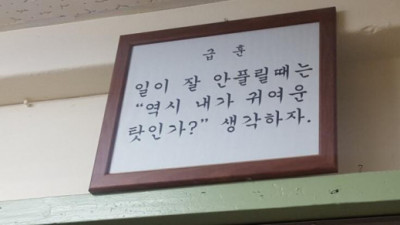 급 훈
일이 잘 안플릴때는
"역시 내가 귀여운
탓인가?" 생각하자.